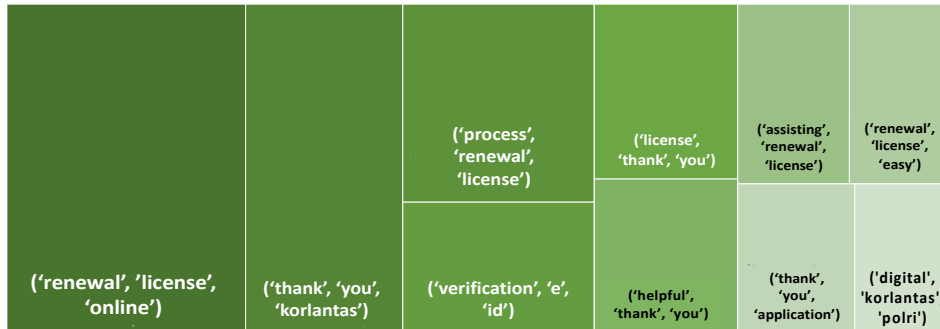 (‘renewal’, ’license’,
‘online’)
(‘thank’, ‘you’,
‘korlantas’)
(‘process’,
‘renewal’,
‘license’)
(‘verification’, ‘e’,
‘id’)
(‘license’,
‘thank’, ‘you’)
(‘helpful’,
‘thank’, ‘you’)
(‘assisting’,
‘renewal’,
‘license’)
(‘renewal’,
‘license’,
‘easy’)
(‘thank’,
‘you’,
‘application’)
('digital',
'korlantas'
'polri')